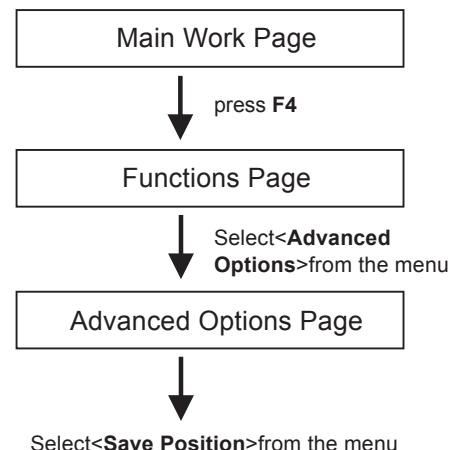 Main Work Page
press F4
Functions Page
Select<Advanced
Options>from the menu
Advanced Options Page
Select<Save Position>from the menu